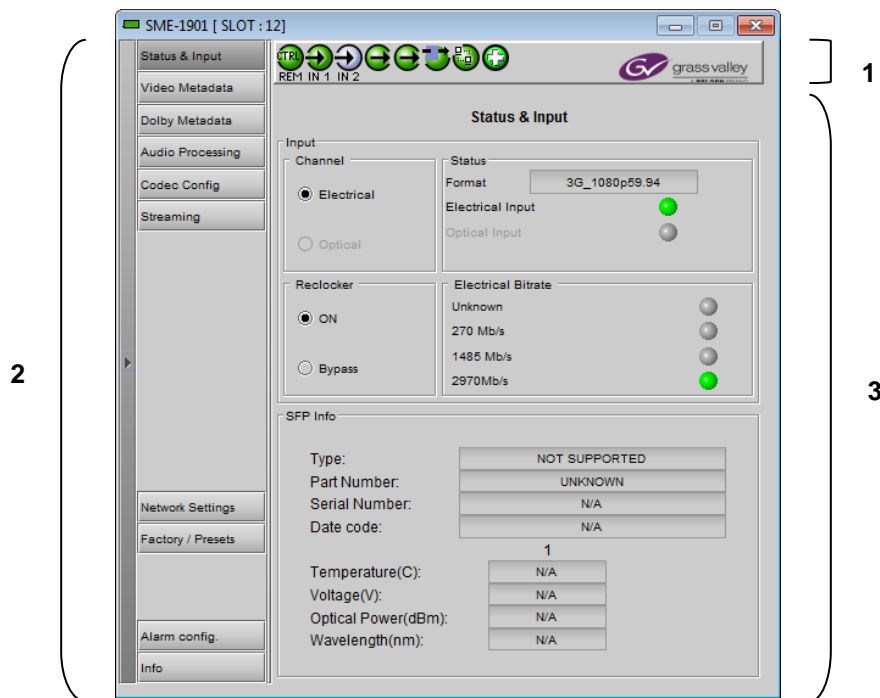 SME-1901 [ SLOT : 12]
CTRL
REM IN 1 IN 2
GV grass valley
A BELDEN BRAND
1
Status & Input
Video Metadata
Dolby Metadata
Audio Processing
Codec Config
Streaming
Network Settings
Factory / Presets
Alarm config.
Info
2
Status & Input
Input
Channel
Electrical
Optical
Status
Format 3G_1080p59.94
Electrical Input
Optical Input
Reclocker
ON
Bypass
Electrical Bitrate
Unknown
270 Mb/s
1485 Mb/s
2970Mb/s
SFP Info
Type: NOT SUPPORTED
Part Number: UNKNOWN
Serial Number: N/A
Date code: N/A
1
Temperature(C): N/A
Voltage(V): N/A
Optical Power(dBm): N/A
Wavelength(nm): N/A
3